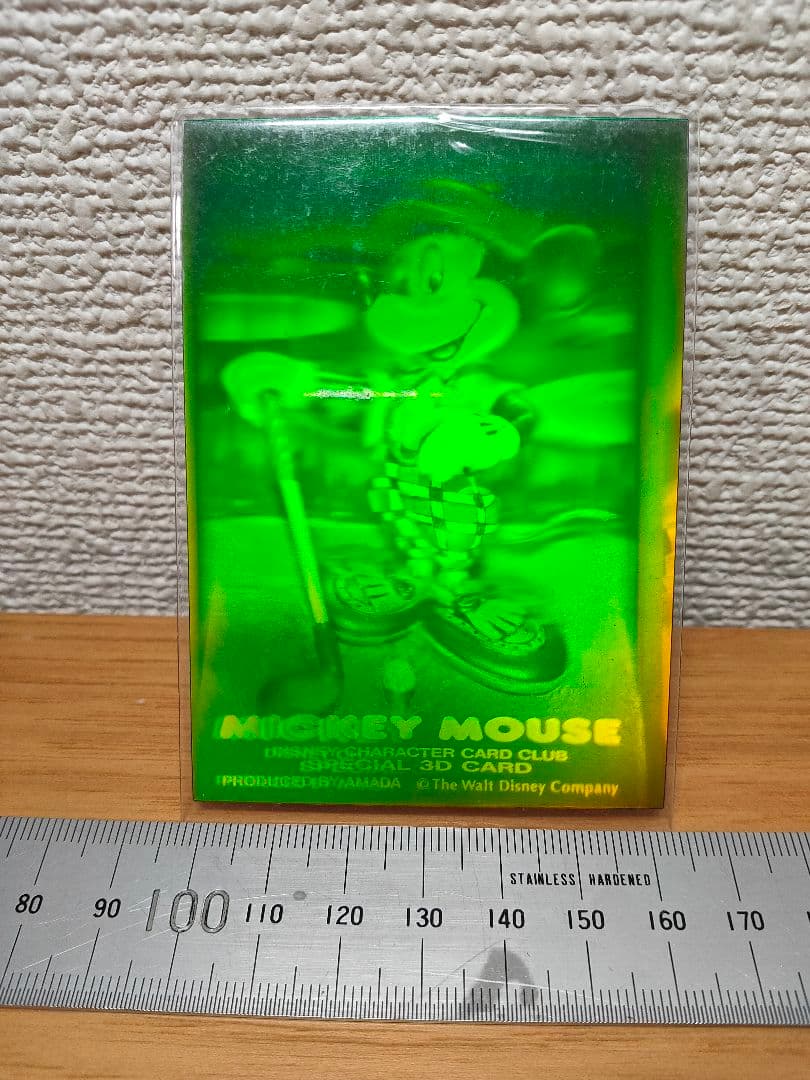 MICKEY MOUSE
DISNEY CHARACTER CARD CLUB
SPECIAL 3D CARD
PRODUCED BY AMADA © The Walt Disney Company
STAINLESS HARDENED
80 90 100 110 120 130 140 150 160 170